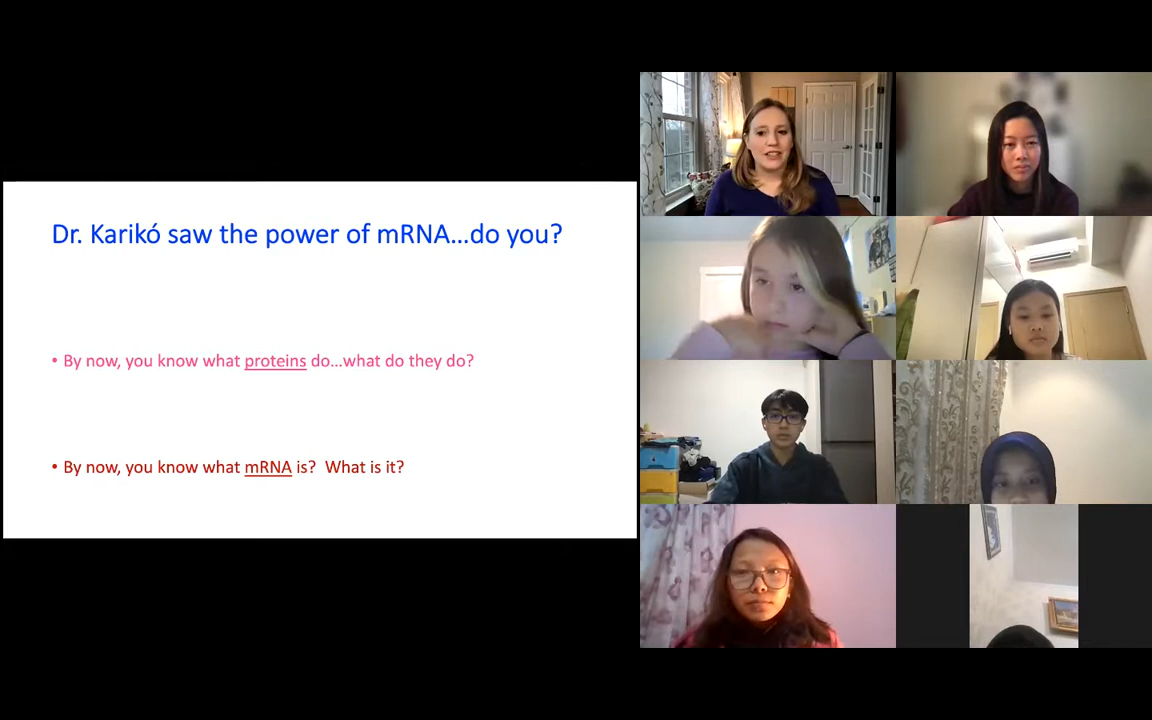 Dr. Karikó saw the power of mRNA...do you?
• By now, you know what proteins do...what do they do?
• By now, you know what mRNA is?  What is it?